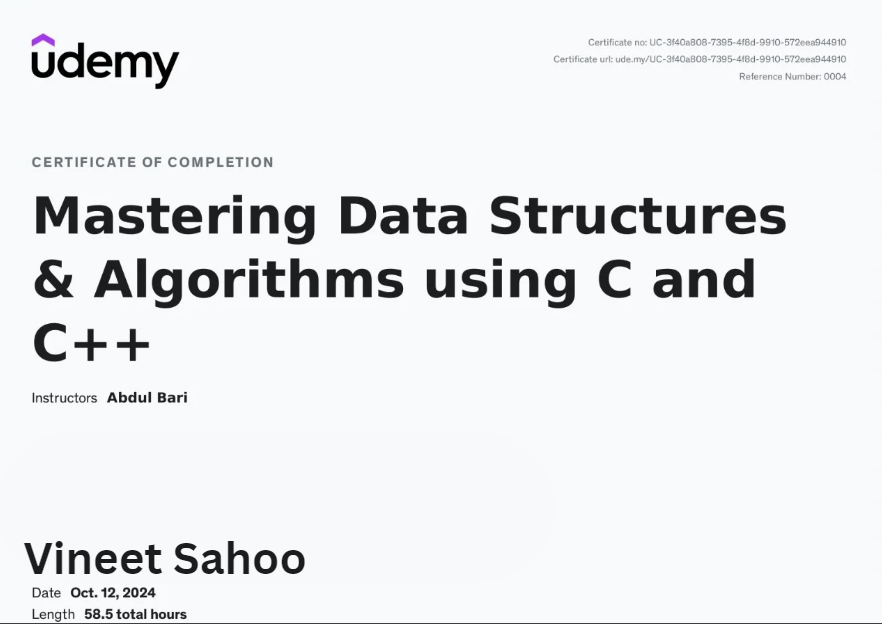 udemy
Certificate no: UC-3f40a808-7395-4f8d-9910-572eea944910
Certificate url: ude.my/UC-3f40a808-7395-4f8d-9910-572eea944910
Reference Number: 0004
CERTIFICATE OF COMPLETION
Mastering Data Structures
& Algorithms using C and
C++
Instructors Abdul Bari
Vineet Sahoo
Date Oct. 12, 2024
Length 58.5 total hours